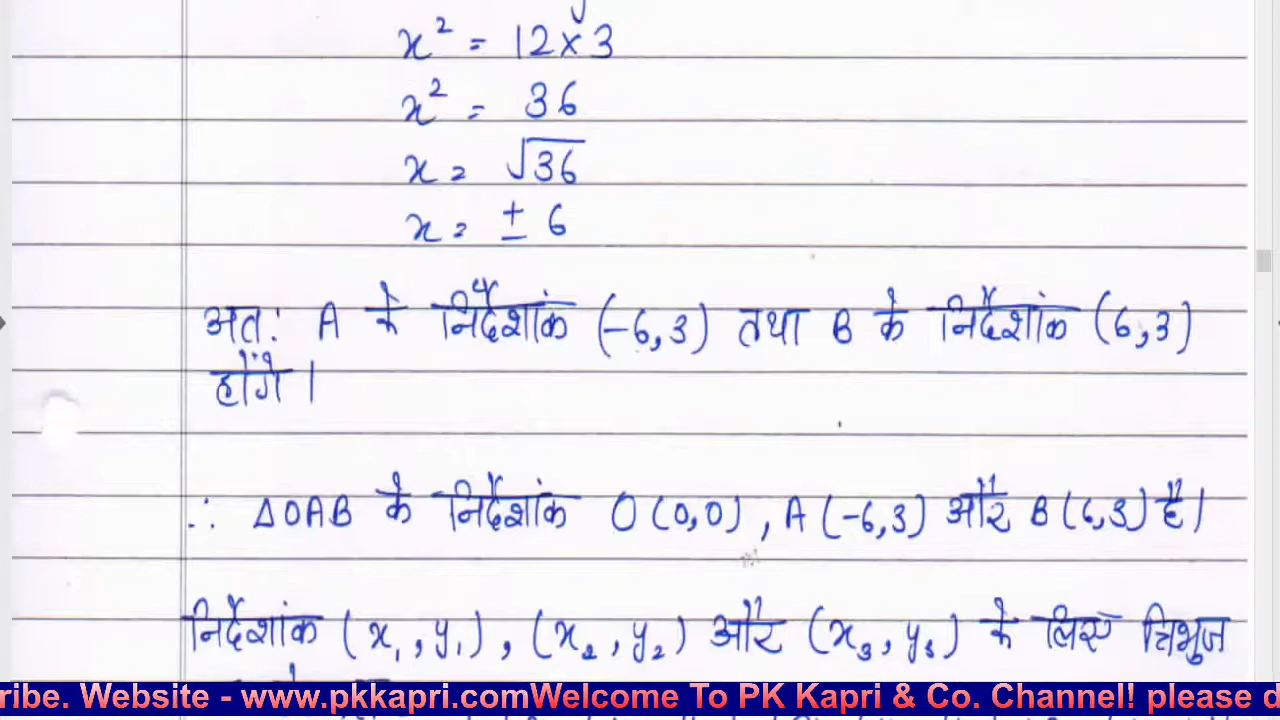 x² = 12×3
x² = 36
x = √36
x = ± 6
अतः A के निर्देशांक (-6,3) तथा B के निर्देशांक (6,3)
होंगे।
∴ ΔOAB के निर्देशांक O(0,0), A(-6,3) और B(6,3) है।
निर्देशांक (x₁,y₁), (x₂,y₂) और (x₃,y₃) के लिए त्रिभुज
ribe. Website - www.pkkapri.comWelcome To PK Kapri & Co. Channel! please d